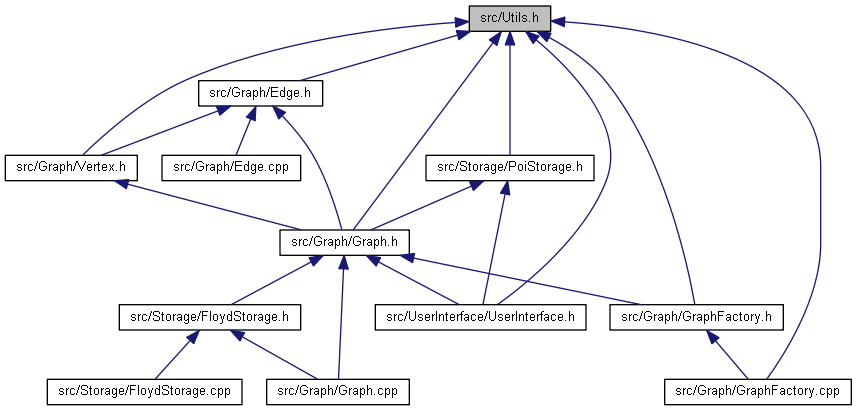 src/Utils.h
src/Graph/Edge.h
src/Graph/Vertex.h
src/Graph/Edge.cpp
src/Storage/PoiStorage.h
src/Graph/Graph.h
src/Storage/FloydStorage.h
src/UserInterface/UserInterface.h
src/Graph/GraphFactory.h
src/Storage/FloydStorage.cpp
src/Graph/Graph.cpp
src/Graph/GraphFactory.cpp